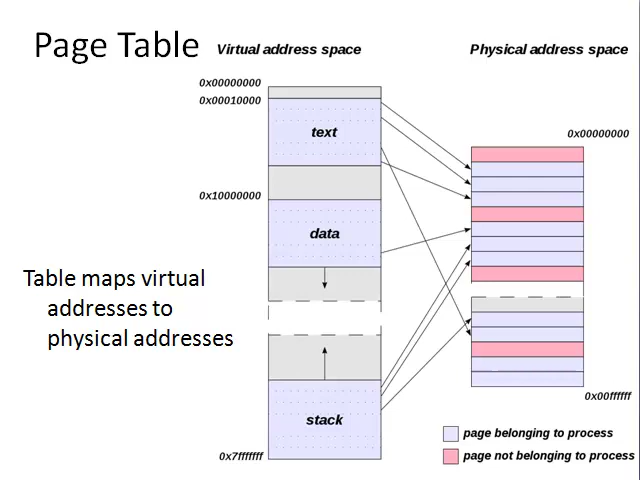 Page Table
Virtual address space
Physical address space
0x00000000
0x00010000
text
0x10000000
data
stack
0x7fffffff
0x00000000
0x00ffffff
Table maps virtual
addresses to
physical addresses
page belonging to process
page not belonging to process